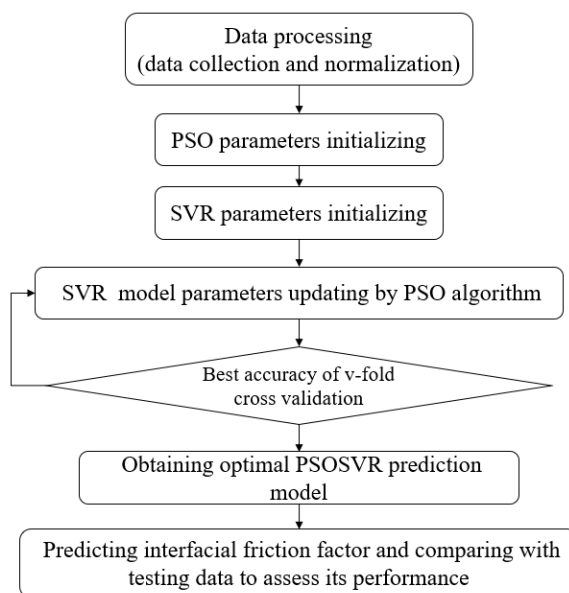 Data processing
(data collection and normalization)
PSO parameters initializing
SVR parameters initializing
SVR model parameters updating by PSO algorithm
Best accuracy of v-fold
cross validation
Obtaining optimal PSOSVR prediction
model
Predicting interfacial friction factor and comparing with
testing data to assess its performance